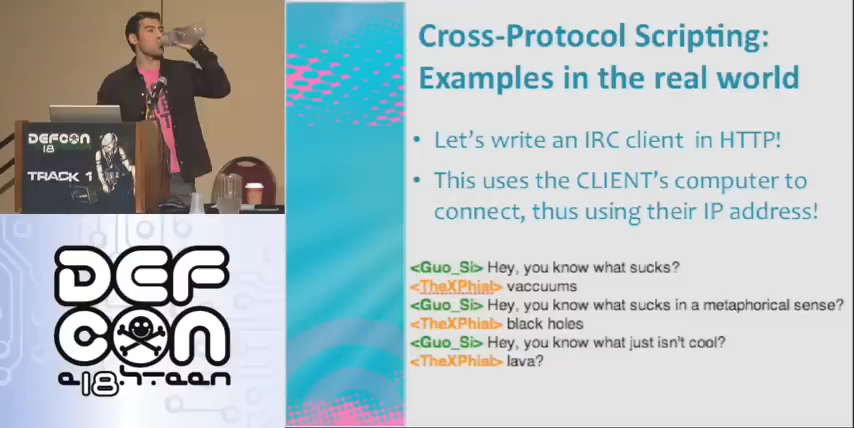 DEFCON
18
TRACK 1
DEF
CON
e18hteen
Cross-Protocol Scripting:
Examples in the real world
• Let's write an IRC client in HTTP!
• This uses the CLIENT's computer to
connect, thus using their IP address!
<Guo_Si> Hey, you know what sucks?
<TheXPhial> vaccuums
<Guo_Si> Hey, you know what sucks in a metaphorical sense?
<TheXPhial> black holes
<Guo_Si> Hey, you know what just isn't cool?
<TheXPhial> lava?